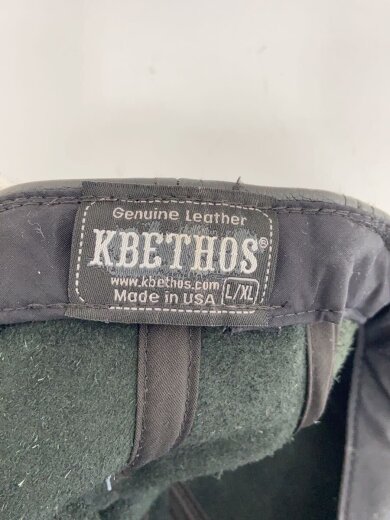 Genuine Leather
KBETHOS®
www.kbethos.com
Made in USA
L/XL